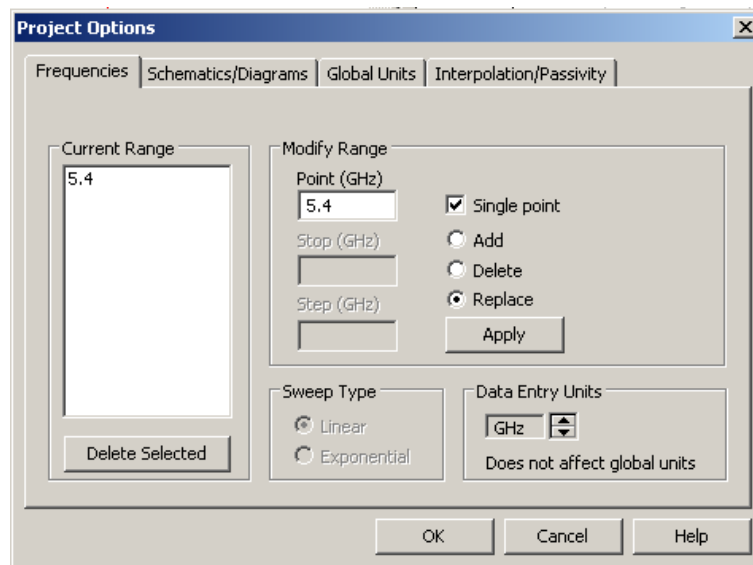 Project Options
Frequencies
Schematics/Diagrams
Global Units
Interpolation/Passivity
Current Range
5.4
Delete Selected
Modify Range
Point (GHz)
5.4
Single point
Stop (GHz)
Add
Delete
Step (GHz)
Replace
Apply
Sweep Type
Linear
Exponential
Data Entry Units
GHz
Does not affect global units
OK
Cancel
Help